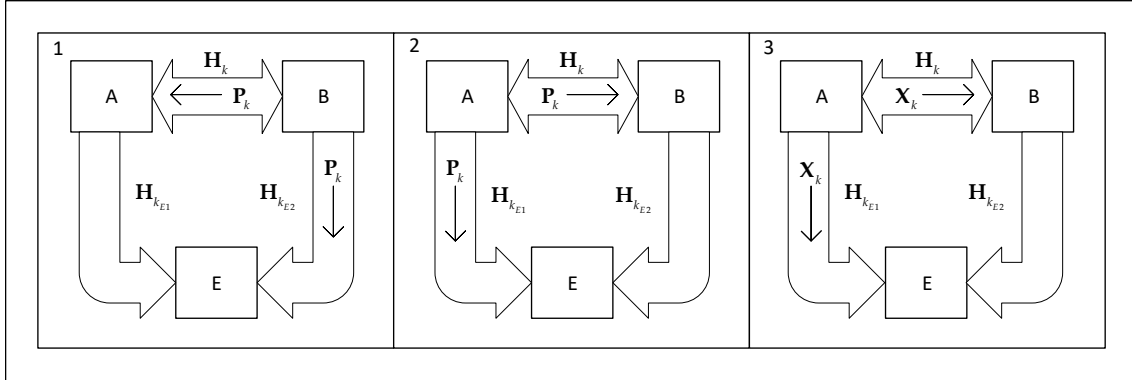 1
H_k
A
P_k
B
P_k
H_{k_{E1}}
H_{k_{E2}}
E
2
H_k
A
P_k
B
P_k
H_{k_{E1}}
H_{k_{E2}}
E
3
H_k
A
X_k
B
X_k
H_{k_{E1}}
H_{k_{E2}}
E